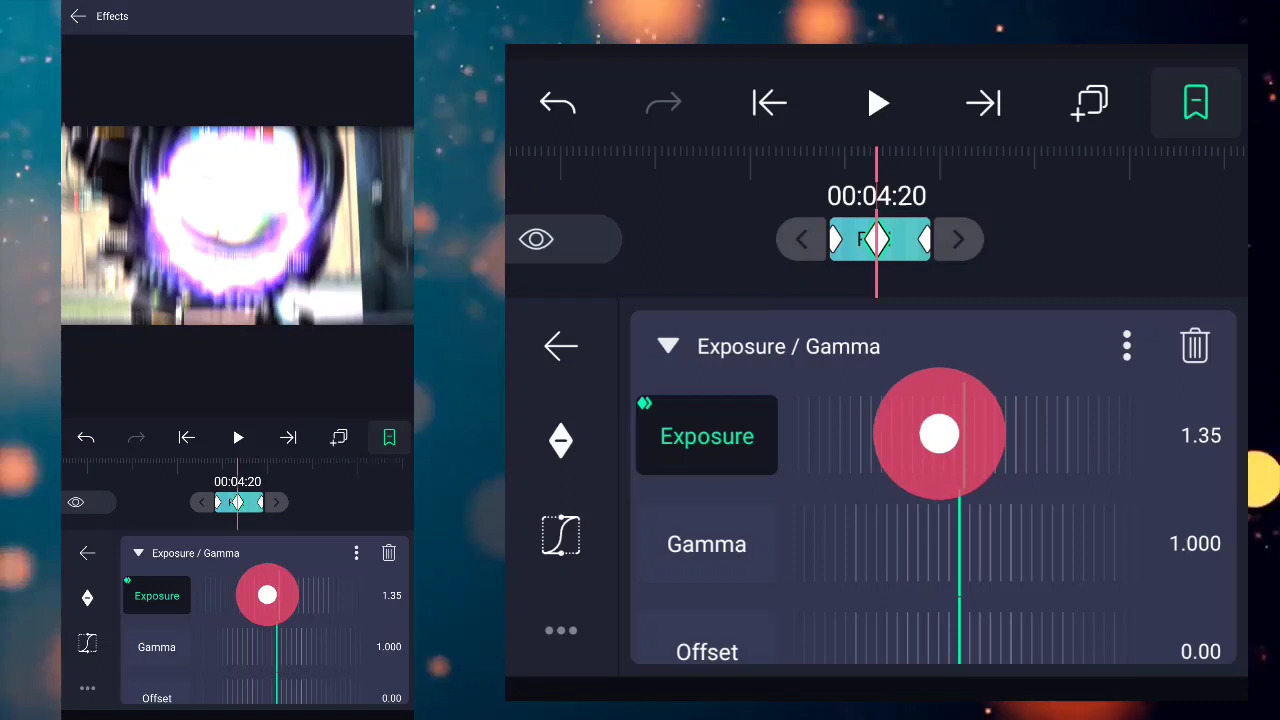 Effects
00:04:20
Exposure / Gamma
Exposure
1.35
Gamma
1.000
Offset
0.00
00:04:20
Exposure / Gamma
Exposure
1.35
Gamma
1.000
Offset
0.00